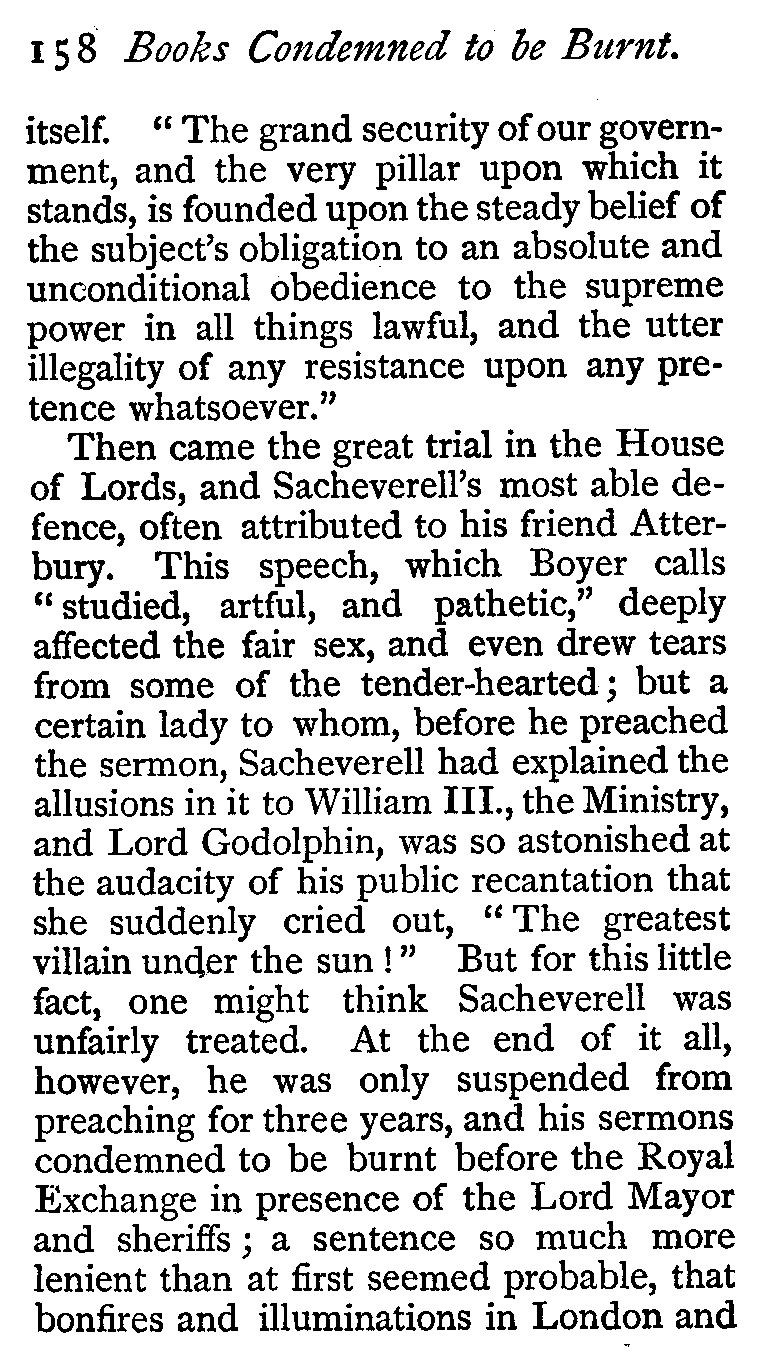 158 Books Condemned to be Burnt.
itself. “ The grand security of our govern-
ment, and the very pillar upon which it
stands, is founded upon the steady belief of
the subject’s obligation to an absolute and
unconditional obedience to the supreme
power in all things lawful, and the utter
illegality of any resistance upon any pre-
tence whatsoever.”
Then came the great trial in the House
of Lords, and Sacheverell’s most able de-
fence, often attributed to his friend Atter-
bury. This speech, which Boyer calls
“ studied, artful, and pathetic,” deeply
affected the fair sex, and even drew tears
from some of the tender-hearted ; but a
certain lady to whom, before he preached
the sermon, Sacheverell had explained the
allusions in it to William III., the Ministry,
and Lord Godolphin, was so astonished at
the audacity of his public recantation that
she suddenly cried out, “ The greatest
villain under the sun ! ” But for this little
fact, one might think Sacheverell was
unfairly treated. At the end of it all,
however, he was only suspended from
preaching for three years, and his sermons
condemned to be burnt before the Royal
Exchange in presence of the Lord Mayor
and sheriffs ; a sentence so much more
lenient than at first seemed probable, that
bonfires and illuminations in London and